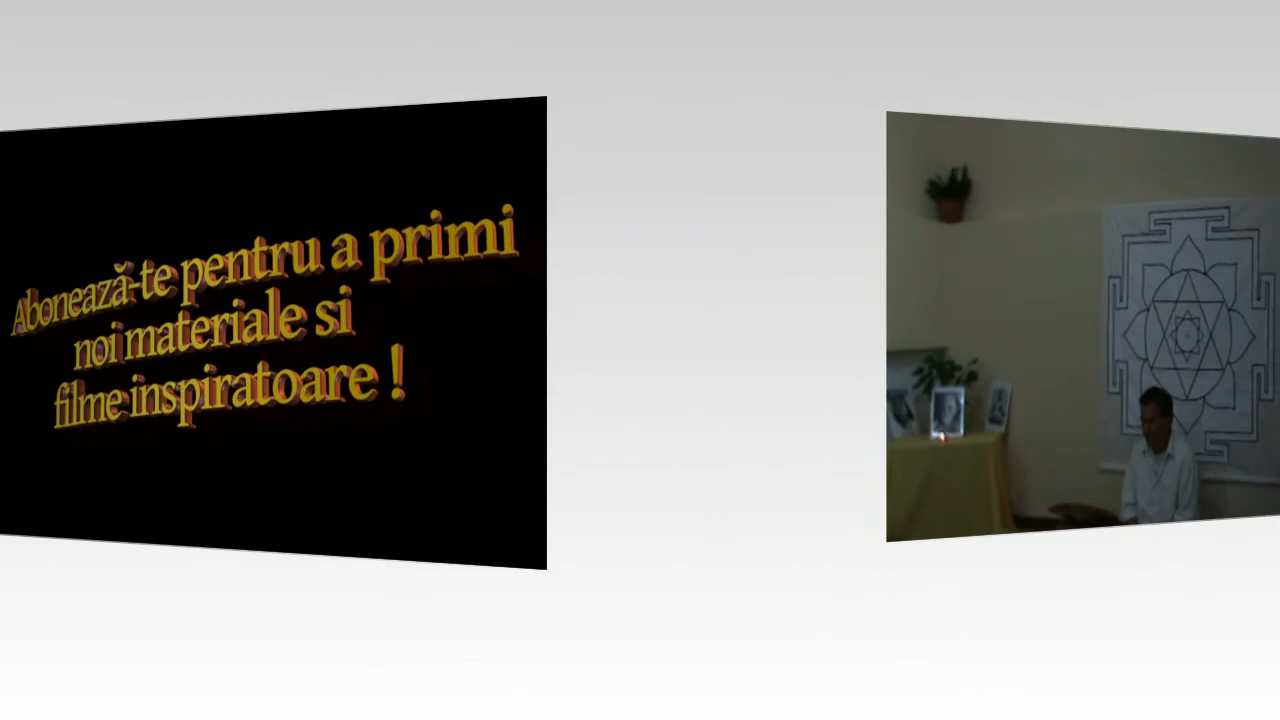 Abonează-te pentru a primi
noi materiale si
filme inspiratoare !